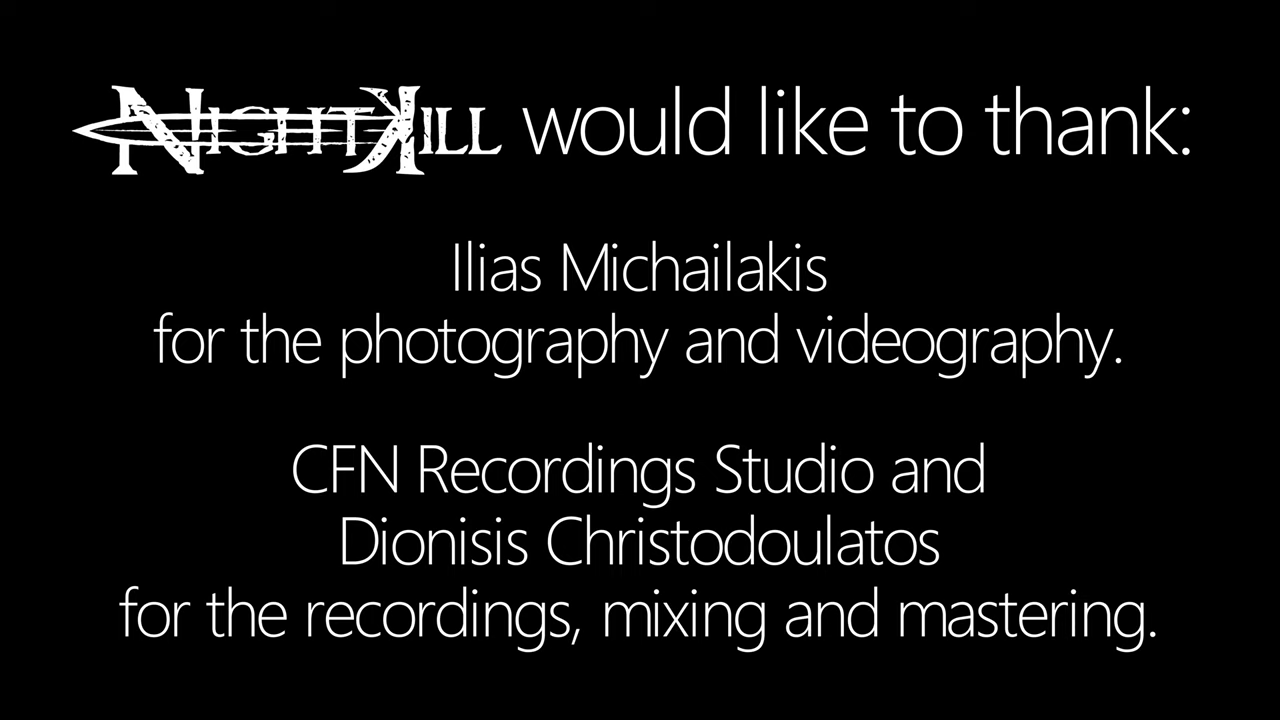 NIGHTKILL would like to thank:
Ilias Michailakis
for the photography and videography.
CFN Recordings Studio and
Dionisis Christodoulatos
for the recordings, mixing and mastering.